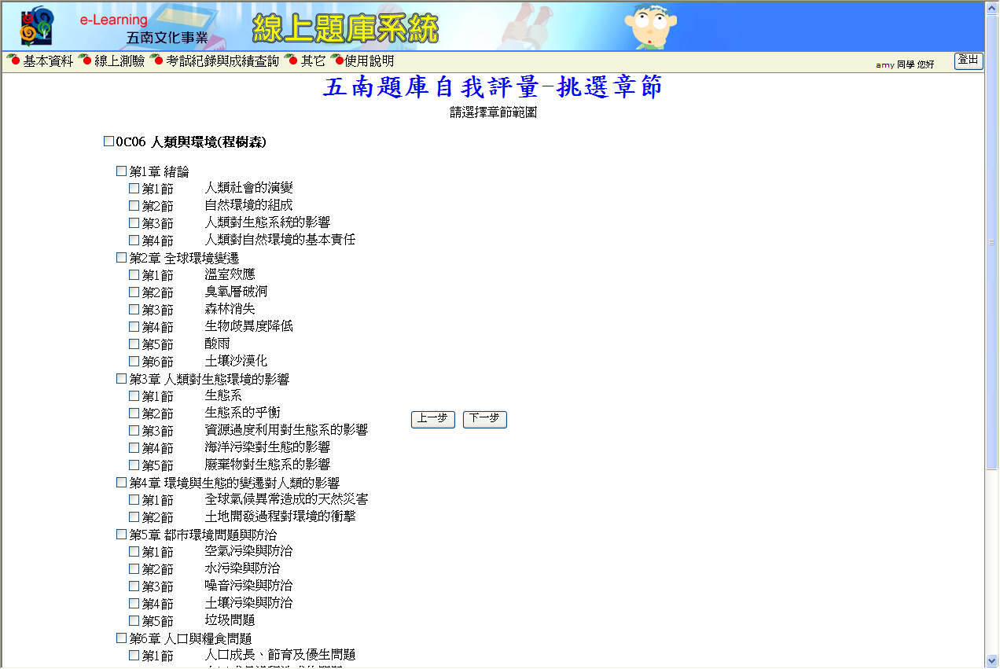 e-Learning
五南文化事業
線上題庫系統
基本資料 線上測驗 考試紀錄與成績查詢 其它 使用說明
amy 同學 您好 登出
五南題庫自我評量-挑選章節
請選擇章節範圍
0C06 人類與環境(程樹森)
第1章 緒論
第1節 人類社會的演變
第2節 自然環境的組成
第3節 人類對生態系統的影響
第4節 人類對自然環境的基本責任
第2章 全球環境變遷
第1節 溫室效應
第2節 臭氧層破洞
第3節 森林消失
第4節 生物歧異度降低
第5節 酸雨
第6節 土壤沙漠化
第3章 人類對生態環境的影響
第1節 生態系
第2節 生態系的平衡
第3節 資源過度利用對生態系的影響
第4節 海洋污染對生態的影響
第5節 廢棄物對生態系的影響
上一步 下一步
第4章 環境與生態的變遷對人類的影響
第1節 全球氣候異常造成的天然災害
第2節 土地開發過程對環境的衝擊
第5章 都市環境問題與防治
第1節 空氣污染與防治
第2節 水污染與防治
第3節 噪音污染與防治
第4節 土壤污染與防治
第5節 垃圾問題
第6章 人口與糧食問題
第1節 人口成長、節育及優生問題